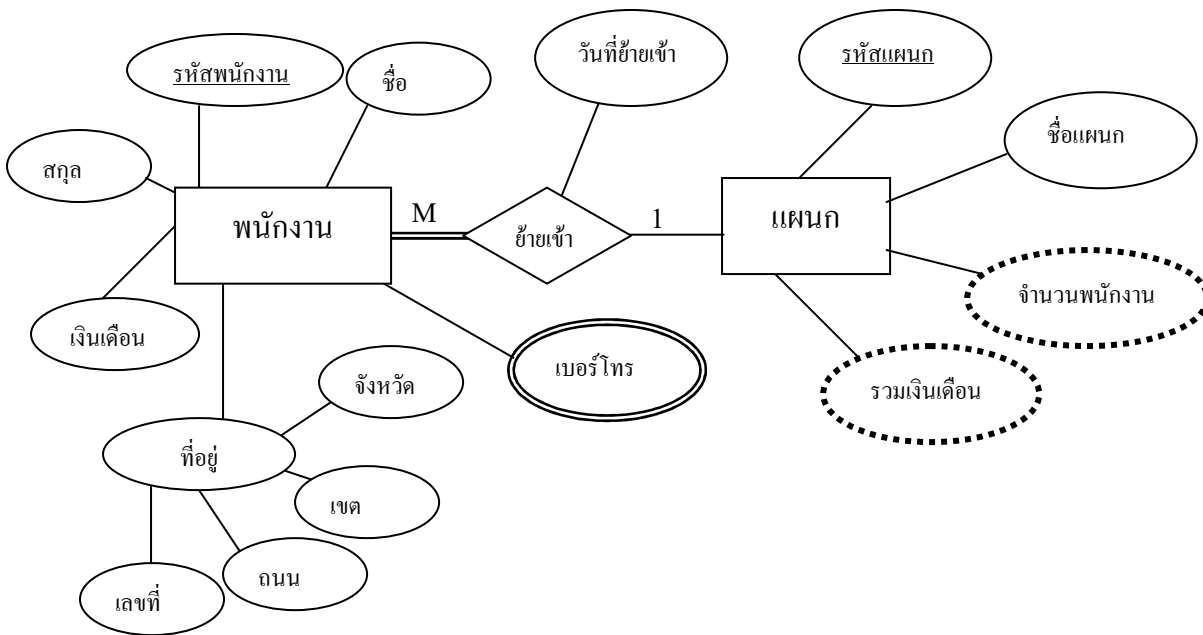 วันที่ย้ายเข้า
รหัสแผนก
รหัสพนักงาน
ชื่อ
ชื่อแผนก
สกุล
พนักงาน
M
ย้ายเข้า
1
แผนก
จำนวนพนักงาน
เงินเดือน
เบอร์โทร
จังหวัด
รวมเงินเดือน
ที่อยู่
เขต
ถนน
เลขที่